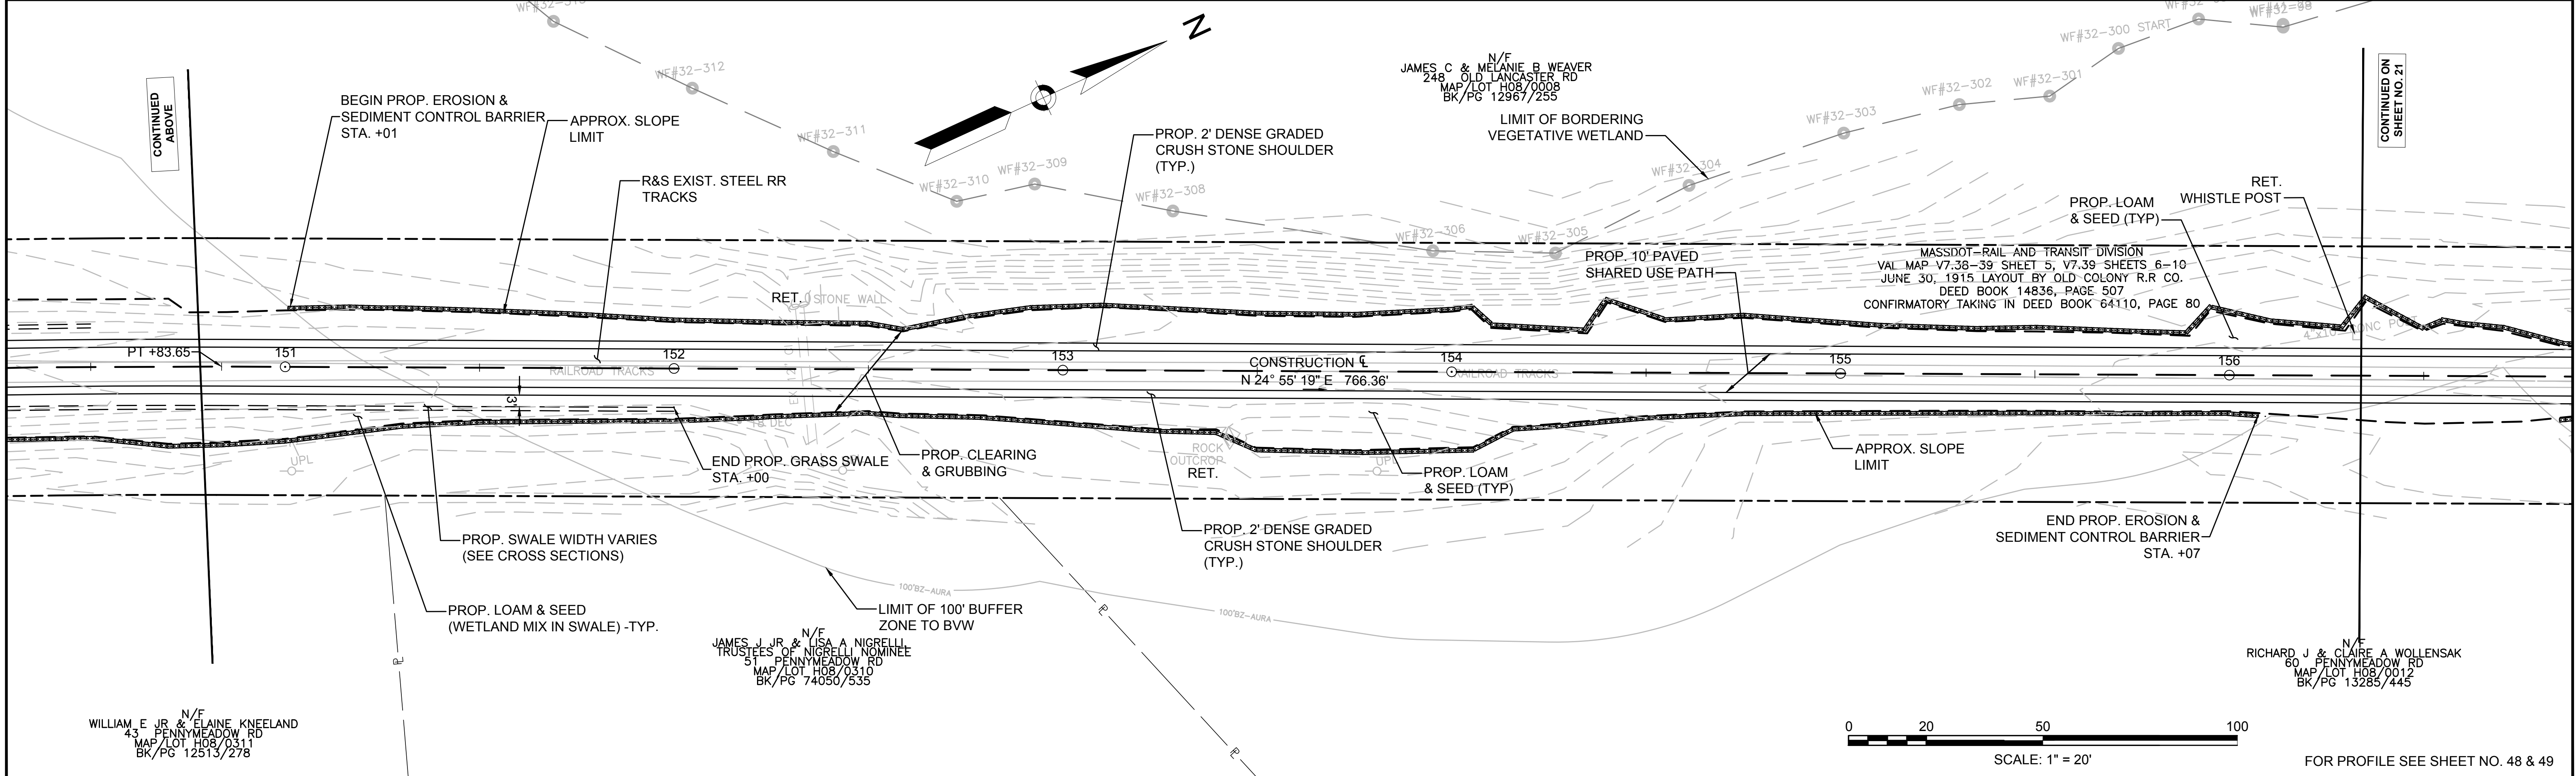 WF#32-312
WF#32-311
WF#32-310
WF#32-309
WF#32-308
WF#32-306
WF#32-305
WF#32-304
WF#32-303
WF#32-302
WF#32-301
WF#32-300 START
N
CONTINUED
ABOVE
BEGIN PROP. EROSION &
SEDIMENT CONTROL BARRIER
STA. +01
APPROX. SLOPE
LIMIT
R&S EXIST. STEEL RR
TRACKS
PROP. 2' DENSE GRADED
CRUSH STONE SHOULDER
(TYP.)
N/F
JAMES C & MELANIE B WEAVER
248 OLD LANCASTER RD
MAP/LOT H08/0008
BK/PG 12967/255
LIMIT OF BORDERING
VEGETATIVE WETLAND
CONTINUED ON
SHEET NO. 21
RET.
WHISTLE POST
PROP. LOAM
& SEED (TYP)
PROP. 10' PAVED
SHARED USE PATH
MASSDOT-RAIL AND TRANSIT DIVISION
VAL MAP V7.38-39 SHEET 5, V7.39 SHEETS 6-10
JUNE 30, 1915 LAYOUT BY OLD COLONY R.R CO.
DEED BOOK 14836, PAGE 507
CONFIRMATORY TAKING IN DEED BOOK 64110, PAGE 80
RET.
STONE WALL
PT +83.65
151
152
153
154
155
156
RAILROAD TRACKS
CONSTRUCTION ℄
N 24° 55' 19" E 766.36'
RAILROAD TRACKS
3'
18 DEC
UPL
ROCK
OUTCROP
RET.
UPL
END PROP. GRASS SWALE
STA. +00
PROP. CLEARING
& GRUBBING
PROP. LOAM
& SEED (TYP)
APPROX. SLOPE
LIMIT
PROP. SWALE WIDTH VARIES
(SEE CROSS SECTIONS)
PROP. 2' DENSE GRADED
CRUSH STONE SHOULDER
(TYP.)
END PROP. EROSION &
SEDIMENT CONTROL BARRIER
STA. +07
PROP. LOAM & SEED
(WETLAND MIX IN SWALE) -TYP.
100'BZ-AURA
100'BZ-AURA
LIMIT OF 100' BUFFER
ZONE TO BVW
PL
PL
PL
N/F
JAMES J JR & LISA A NIGRELLI,
TRUSTEES OF NIGRELLI NOMINEE
51 PENNYMEADOW RD
MAP/LOT H08/0310
BK/PG 74050/535
N/F
RICHARD J & CLAIRE A WOLLENSAK
60 PENNYMEADOW RD
MAP/LOT H08/0012
BK/PG 13285/445
N/F
WILLIAM E JR & ELAINE KNEELAND
43 PENNYMEADOW RD
MAP/LOT H08/0311
BK/PG 12513/278
0 20 50 100
SCALE: 1" = 20'
FOR PROFILE SEE SHEET NO. 48 & 49